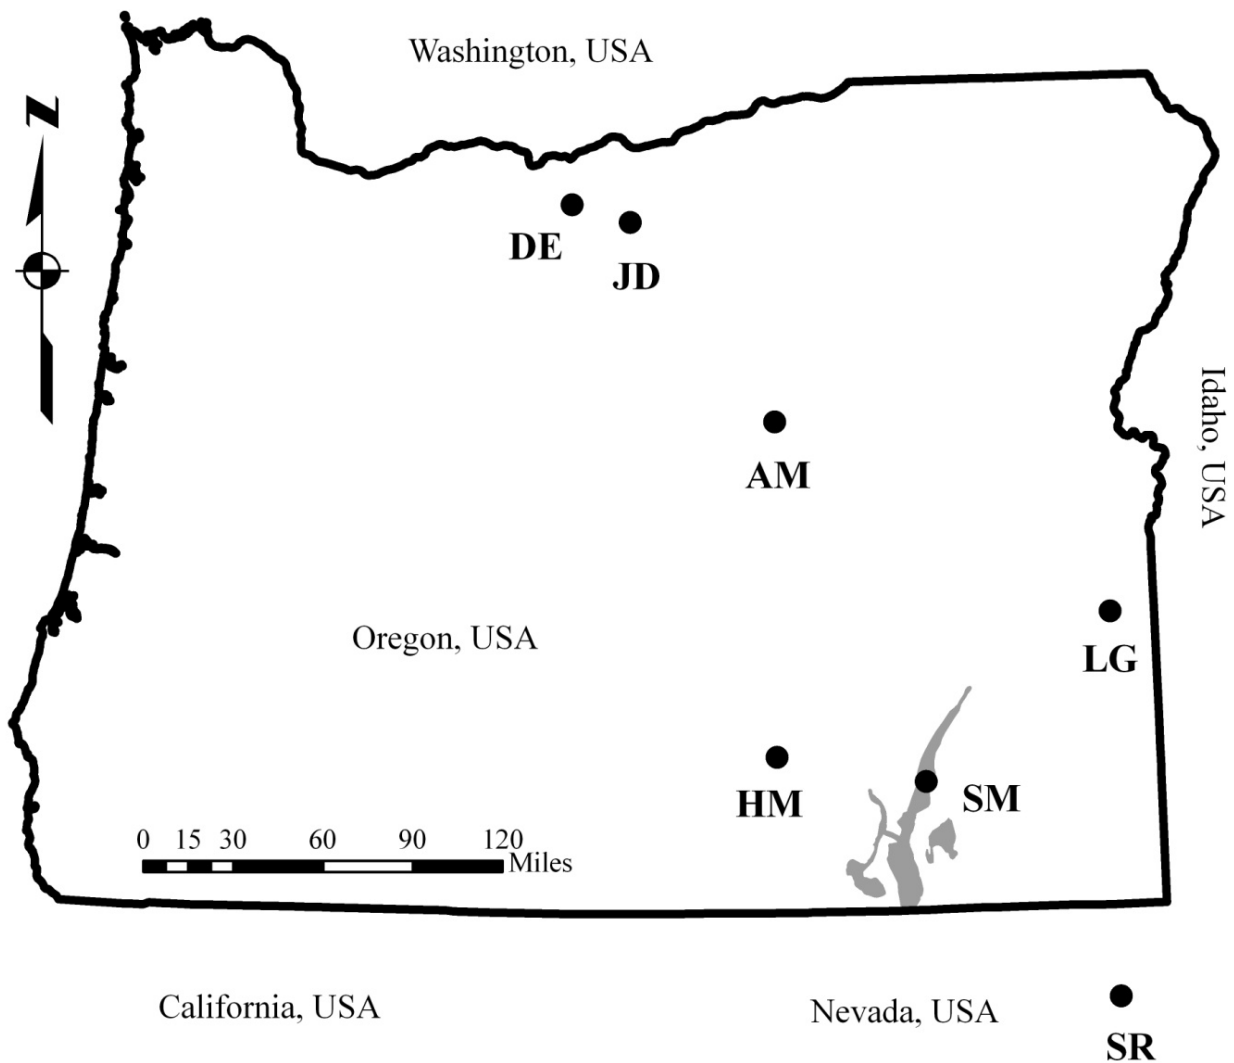 Washington, USA
N
DE
JD
AM
Idaho, USA
Oregon, USA
LG
HM
SM
0 15 30 60 90 120
Miles
California, USA
Nevada, USA
SR